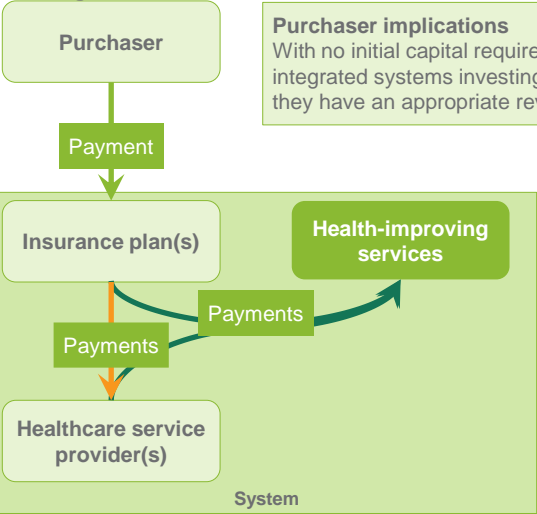 Purchaser
Purchaser implications
With no initial capital require
integrated systems investing
they have an appropriate rev
Payment
Insurance plan(s)
Health-improving
services
Payments
Payments
Healthcare service
provider(s)
System